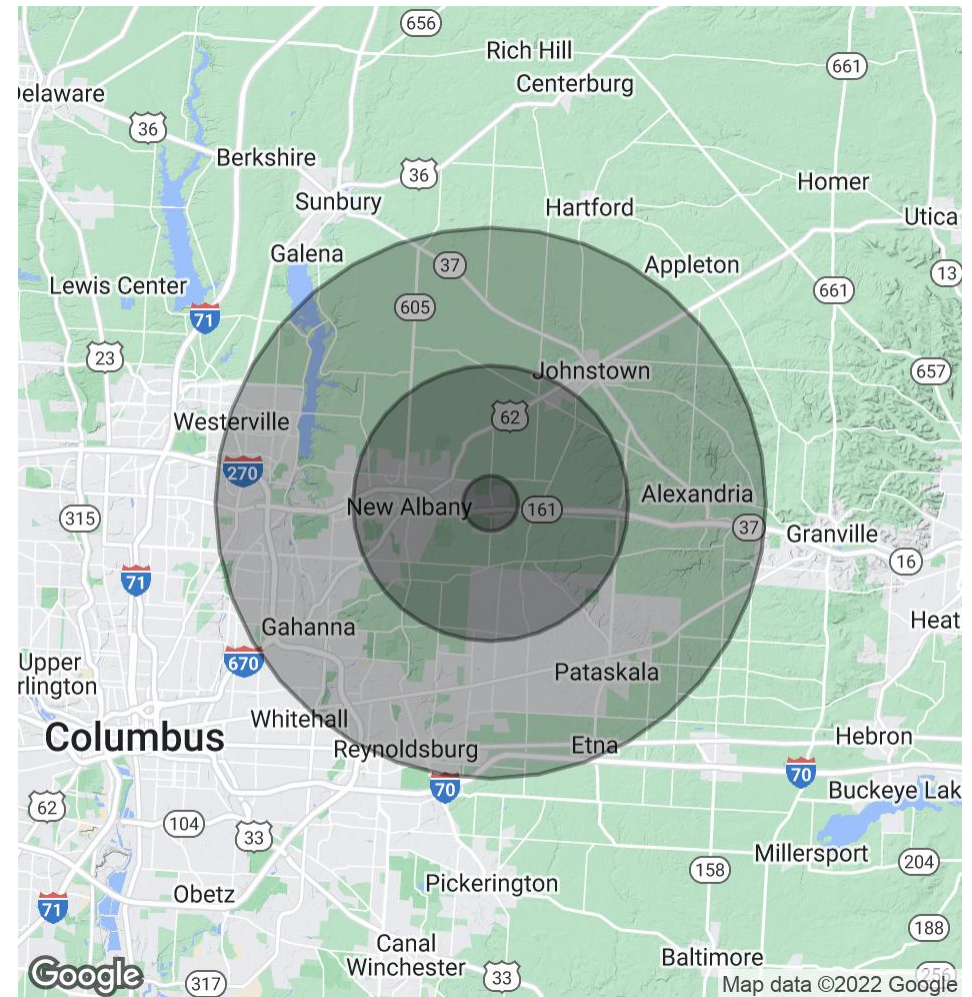 656
Rich Hill
661
Centerburg
Delaware
36
Berkshire
36
Homer
Sunbury
Hartford
Utica
Galena
37
Appleton
13
Lewis Center
661
605
71
23
Johnstown
657
62
Westerville
270
Alexandria
New Albany
161
315
37
Granville
16
71
Heat
Gahanna
670
Upper
rlington
Pataskala
Whitehall
Columbus
Reynoldsburg
Etna
Hebron
70
70
Buckeye Lak
62
104
33
Millersport
204
158
Pickerington
Obetz
71
188
Canal
Winchester
Baltimore
256
33
317
Google
Map data ©2022 Google